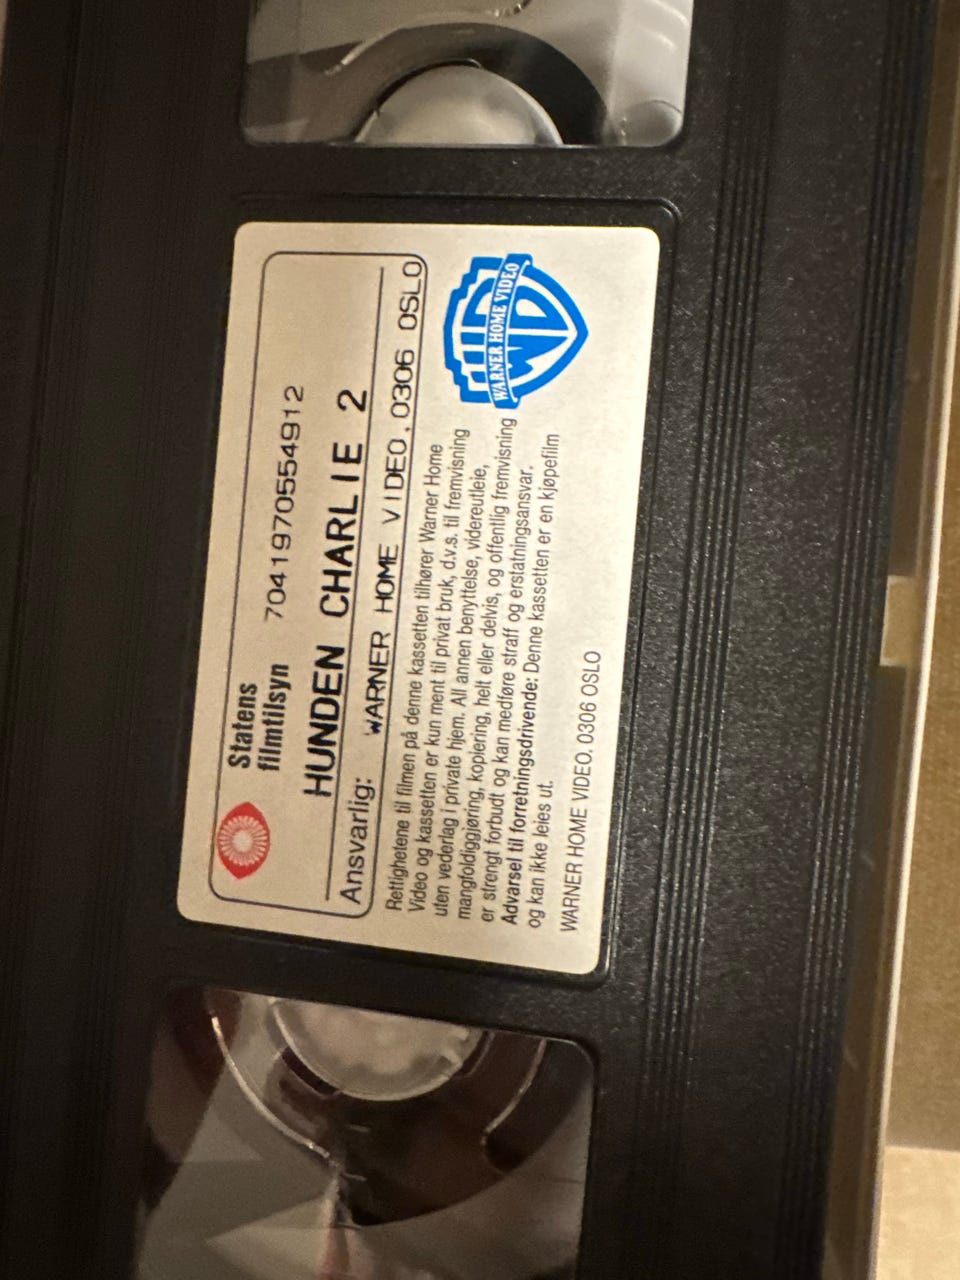 Statens
filmtilsyn 7041970554912
HUNDEN CHARLIE 2
Ansvarlig: WARNER HOME VIDEO, 0306 OSLO
Rettighetene til filmen på denne kassetten tilhører Warner Home
Video og kassetten er kun ment til privat bruk, d.v.s. til fremvisning
uten vederlag i private hjem. All annen benyttelse, videreutleie,
mangfoldiggjøring, kopiering, helt eller delvis, og offentlig fremvisning
er strengt forbudt og kan medføre straff og erstatningsansvar.
Advarsel til forretningsdrivende: Denne kassetten er en kjøpefilm
og kan ikke leies ut.
WARNER HOME VIDEO. 0306 OSLO
WARNER HOME VIDEO